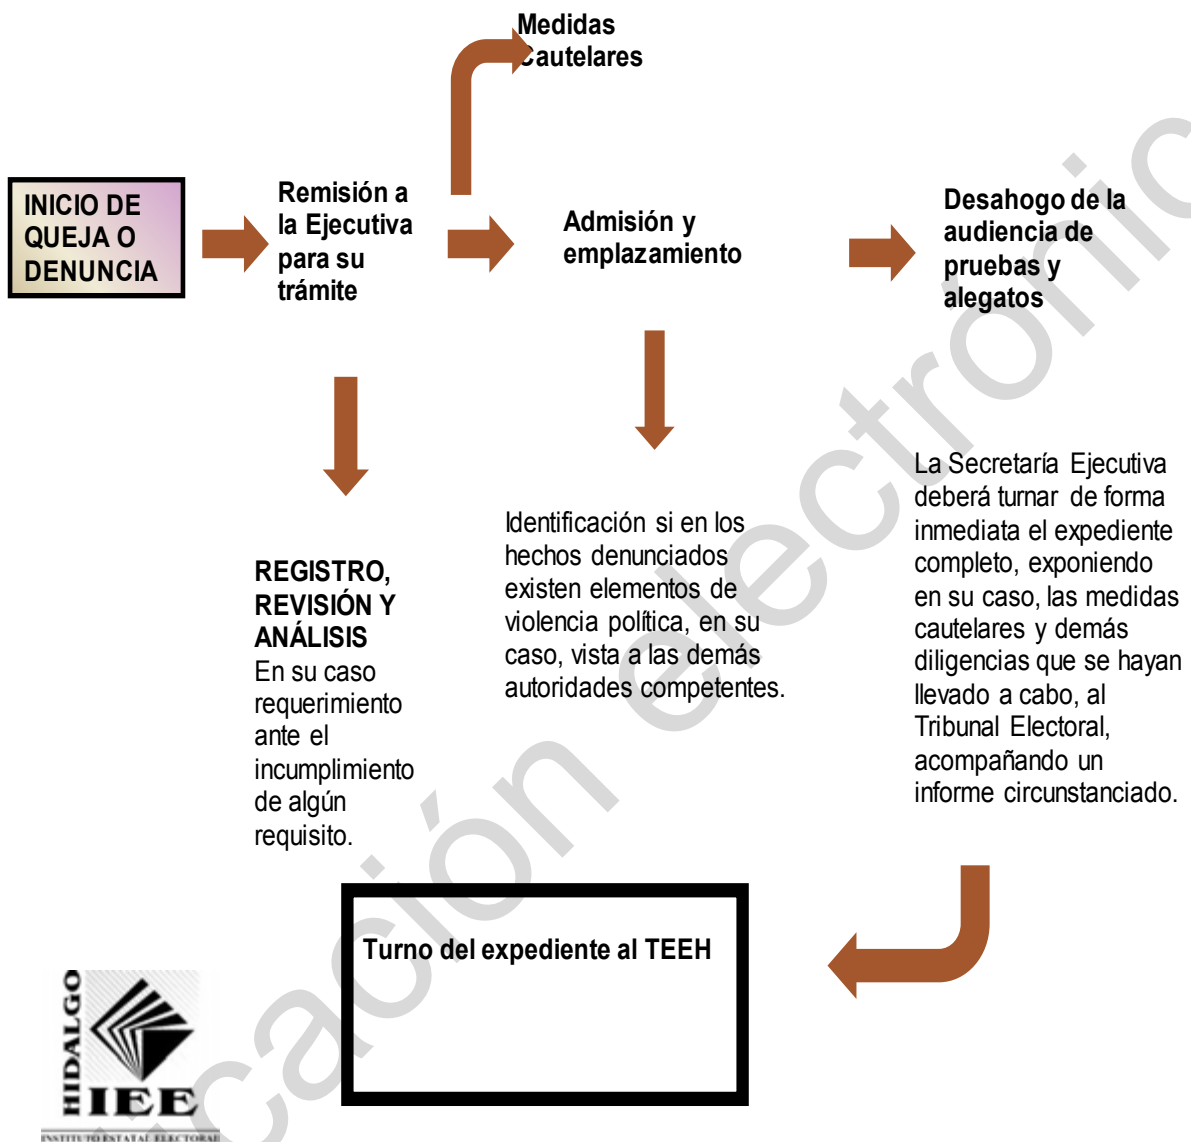 Medidas
Cautelares
INICIO DE
QUEJA O
DENUNCIA
Remisión a
la Ejecutiva
para su
trámite
Admisión y
emplazamiento
Desahogo de la
audiencia de
pruebas y
alegatos
REGISTRO,
REVISIÓN Y
ANÁLISIS
En su caso
requerimiento
ante el
incumplimiento
de algún
requisito.
Identificación si en los
hechos denunciados
existen elementos de
violencia política, en su
caso, vista a las demás
autoridades competentes.
La Secretaría Ejecutiva
deberá turnar de forma
inmediata el expediente
completo, exponiendo
en su caso, las medidas
cautelares y demás
diligencias que se hayan
llevado a cabo, al
Tribunal Electoral,
acompañando un
informe circunstanciado.
Turno del expediente al TEEH
HIDALGO
IEE
INSTITUTO ESTATAL ELECTORAL